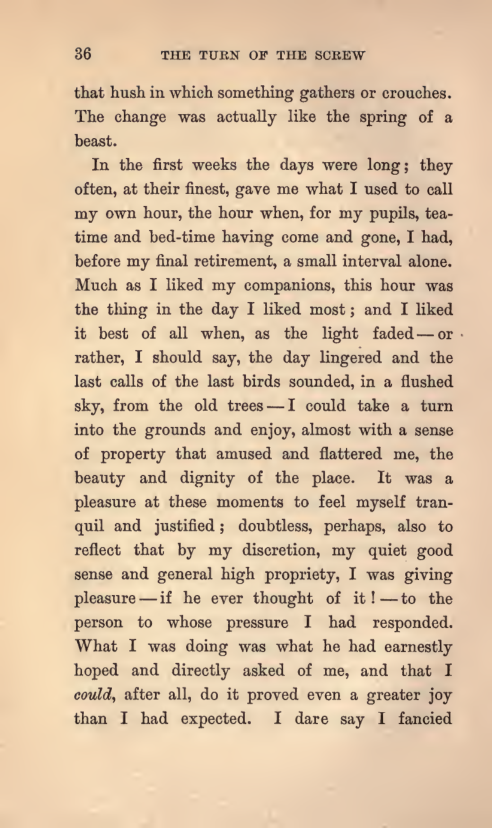 36 THE TURN OF THE SCREW
that hush in which something gathers or crouches.
The change was actually like the spring of a
beast.
In the first weeks the days were long; they
often, at their finest, gave me what I used to call
my own hour, the hour when, for my pupils, tea-
time and bed-time having come and gone, I had,
before my final retirement, a small interval alone.
Much as I liked my companions, this hour was
the thing in the day I liked most; and I liked
it best of all when, as the light faded — or
rather, I should say, the day lingered and the
last calls of the last birds sounded, in a flushed
sky, from the old trees — I could take a turn
into the grounds and enjoy, almost with a sense
of property that amused and flattered me, the
beauty and dignity of the place. It was a
pleasure at these moments to feel myself tran-
quil and justified; doubtless, perhaps, also to
reflect that by my discretion, my quiet good
sense and general high propriety, I was giving
pleasure — if he ever thought of it! — to the
person to whose pressure I had responded.
What I was doing was what he had earnestly
hoped and directly asked of me, and that I
could, after all, do it proved even a greater joy
than I had expected. I dare say I fancied